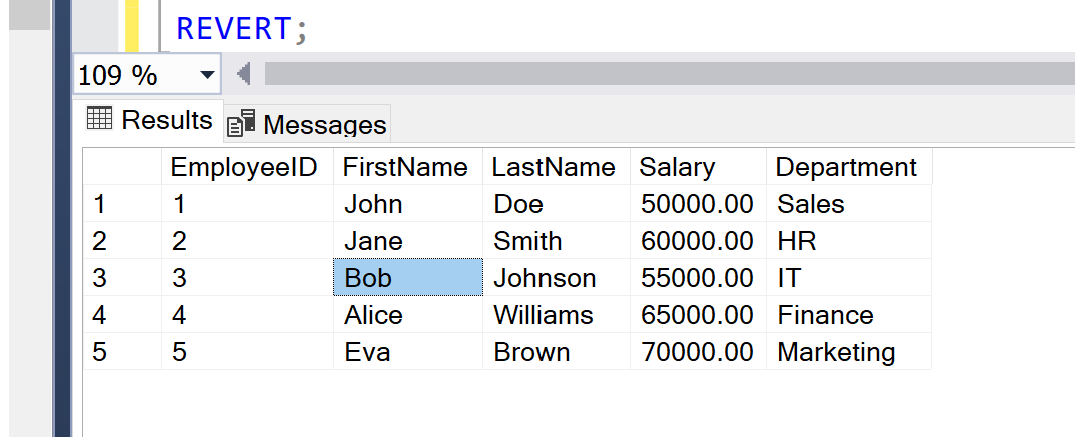 REVERT;
109 %
Results Messages
EmployeeID FirstName LastName Salary Department
1 1 John Doe 50000.00 Sales
2 2 Jane Smith 60000.00 HR
3 3 Bob Johnson 55000.00 IT
4 4 Alice Williams 65000.00 Finance
5 5 Eva Brown 70000.00 Marketing